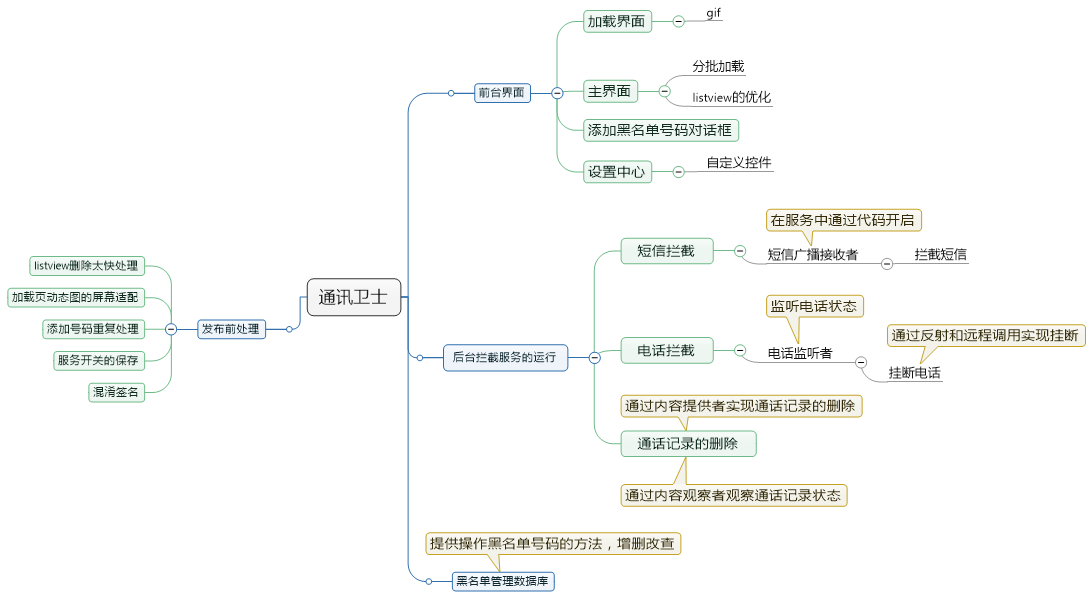 通讯卫士
前台界面
加载界面
gif
主界面
分批加载
listview的优化
添加黑名单号码对话框
设置中心
自定义控件
后台拦截服务的运行
短信拦截
在服务中通过代码开启
短信广播接收者
拦截短信
电话拦截
监听电话状态
电话监听者
通过反射和远程调用实现挂断
挂断电话
通过内容提供者实现通话记录的删除
通话记录的删除
通过内容观察者观察通话记录状态
提供操作黑名单号码的方法，增删改查
黑名单管理数据库
发布前处理
listview删除太快处理
加载页动态图的屏幕适配
添加号码重复处理
服务开关的保存
混淆签名